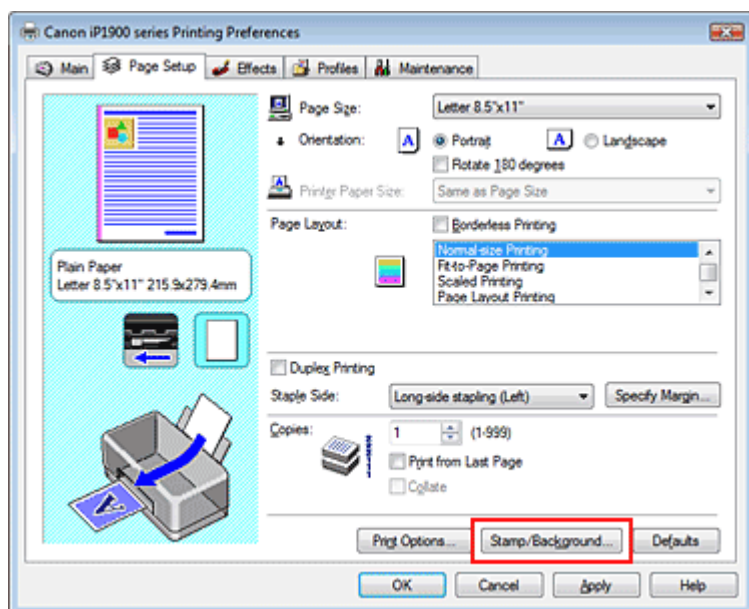 Canon iP1900 series Printing Preferences
Main Page Setup Effects Profiles Maintenance
Page Size: Letter 8.5"x11"
Orientation: A Portrait A Landscape
Rotate 180 degrees
Printer Paper Size: Same as Page Size
Page Layout: Borderless Printing
Normal-size Printing
Fit-to-Page Printing
Scaled Printing
Page Layout Printing
Plain Paper
Letter 8.5"x11" 215.9x279.4mm
Duplex Printing
Staple Side: Long-side stapling (Left) Specify Margin...
Copies: 1 (1-999)
Print from Last Page
Collate
A
Print Options... Stamp/Background... Defaults
OK Cancel Apply Help